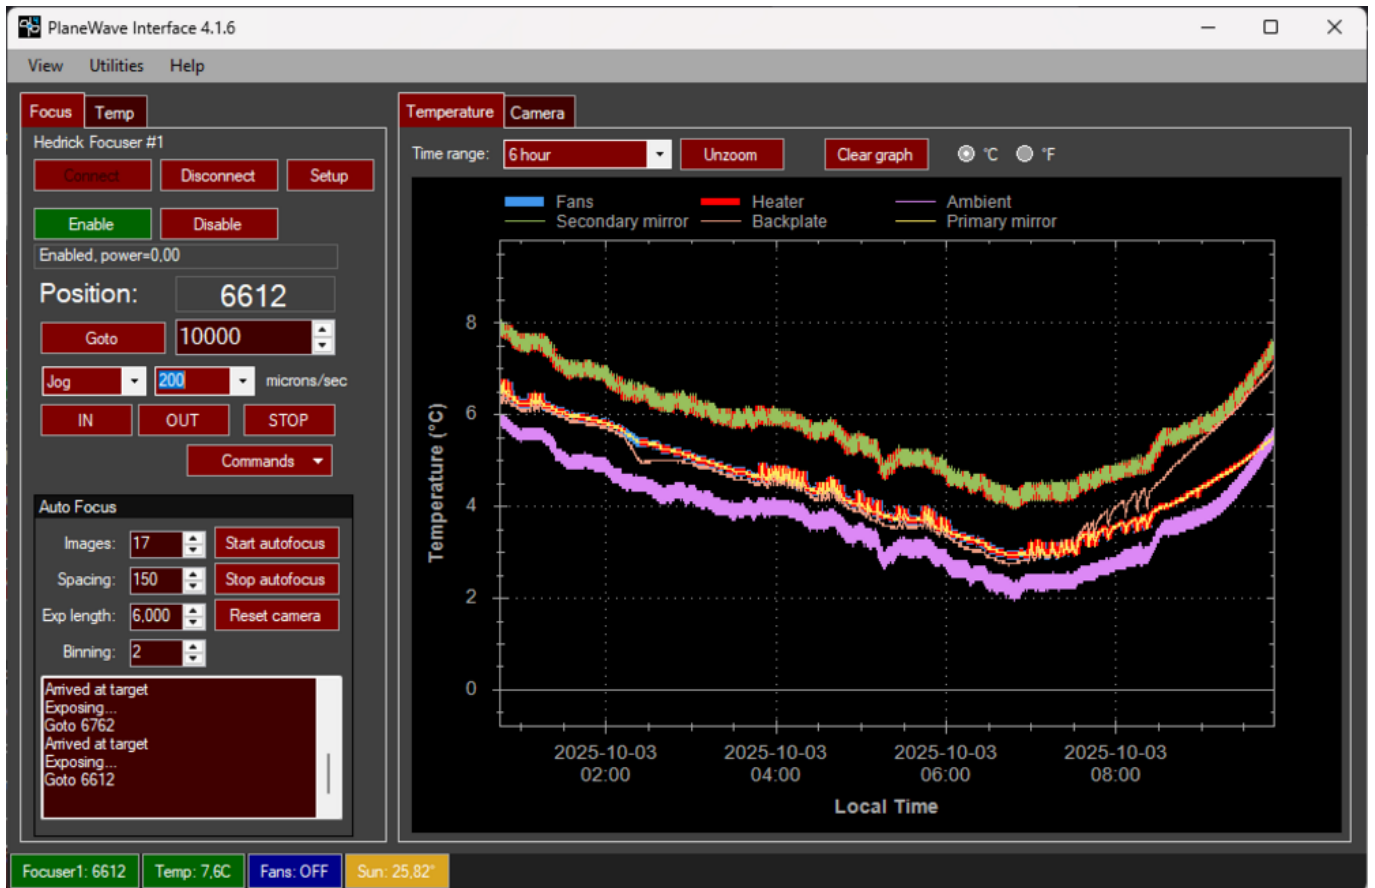 PlaneWave Interface 4.1.6
View Utilities Help
Focus Temp
Hedrick Focuser #1
Connect Disconnect Setup
Enable Disable
Enabled, power=0,00
Position: 6612
Goto 10000
Jog 200 microns/sec
IN OUT STOP
Commands
Auto Focus
Images: 17 Start autofocus
Spacing: 150 Stop autofocus
Exp length: 6,000 Reset camera
Binning: 2
Arrived at target
Exposing...
Goto 6762
Arrived at target
Exposing...
Goto 6612
Temperature Camera
Time range: 6 hour Unzoom Clear graph °C °F
Fans Heater Ambient
Secondary mirror Backplate Primary mirror
Temperature (°C)
8
6
4
2
0
2025-10-03 2025-10-03 2025-10-03 2025-10-03
02:00 04:00 06:00 08:00
Local Time
Focuser1: 6612 Temp: 7,6C Fans: OFF Sun: 25,82°